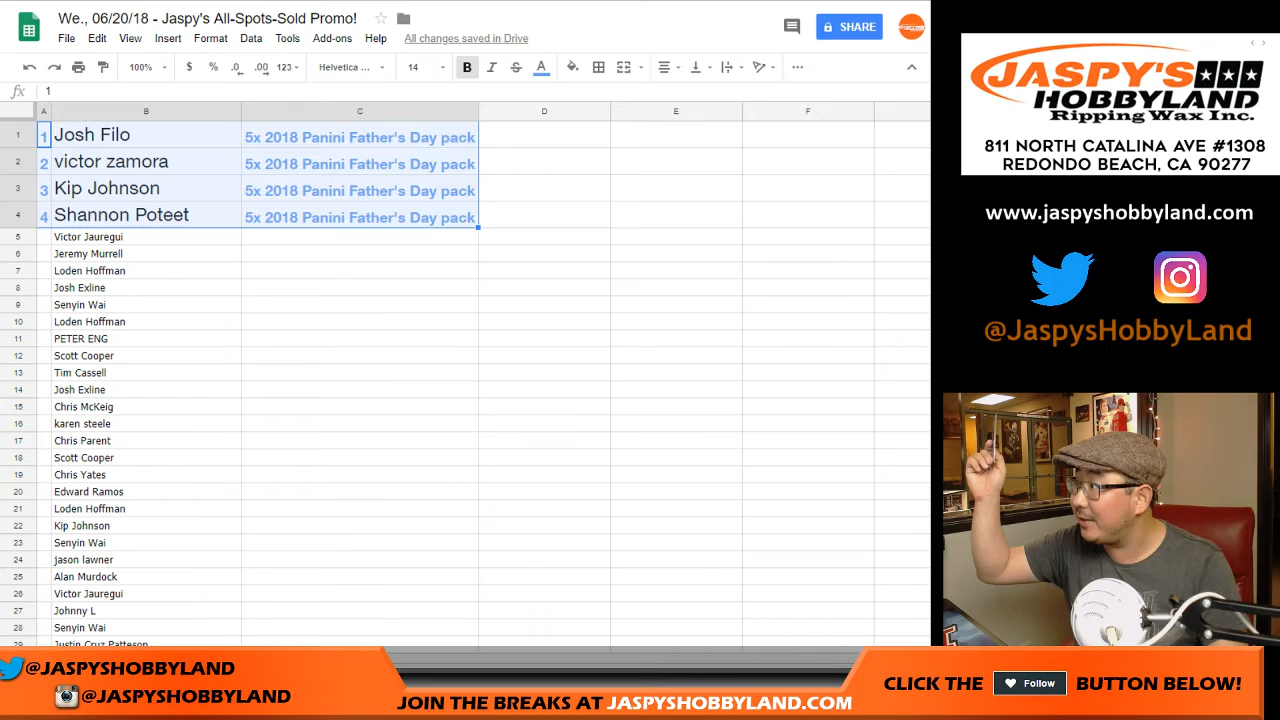 We., 06/20/18 - Jaspy's All-Spots-Sold Promo!
File Edit View Insert Format Data Tools Add-ons Help All changes saved in Drive
SHARE
100% $ % .0 .00 123 Helvetica ... 14 B I S A
fx 1
A B C D E F
1 1 Josh Filo 5x 2018 Panini Father's Day pack
2 2 victor zamora 5x 2018 Panini Father's Day pack
3 3 Kip Johnson 5x 2018 Panini Father's Day pack
4 4 Shannon Poteet 5x 2018 Panini Father's Day pack
5 Victor Jauregui
6 Jeremy Murrell
7 Loden Hoffman
8 Josh Exline
9 Senyin Wai
10 Loden Hoffman
11 PETER ENG
12 Scott Cooper
13 Tim Cassell
14 Josh Exline
15 Chris McKeig
16 karen steele
17 Chris Parent
18 Scott Cooper
19 Chris Yates
20 Edward Ramos
21 Loden Hoffman
22 Kip Johnson
23 Senyin Wai
24 jason lawner
25 Alan Murdock
26 Victor Jauregui
27 Johnny L
28 Senyin Wai
29 Justin Cruz Patteson
JASPY'S
HOBBYLAND
Ripping Wax Inc.
811 NORTH CATALINA AVE #1308
REDONDO BEACH, CA 90277
www.jaspyshobbyland.com
@JaspysHobbyLand
@JASPYSHOBBYLAND
@JASPYSHOBBYLAND
JOIN THE BREAKS AT JASPYSHOBBYLAND.COM
CLICK THE Follow BUTTON BELOW!